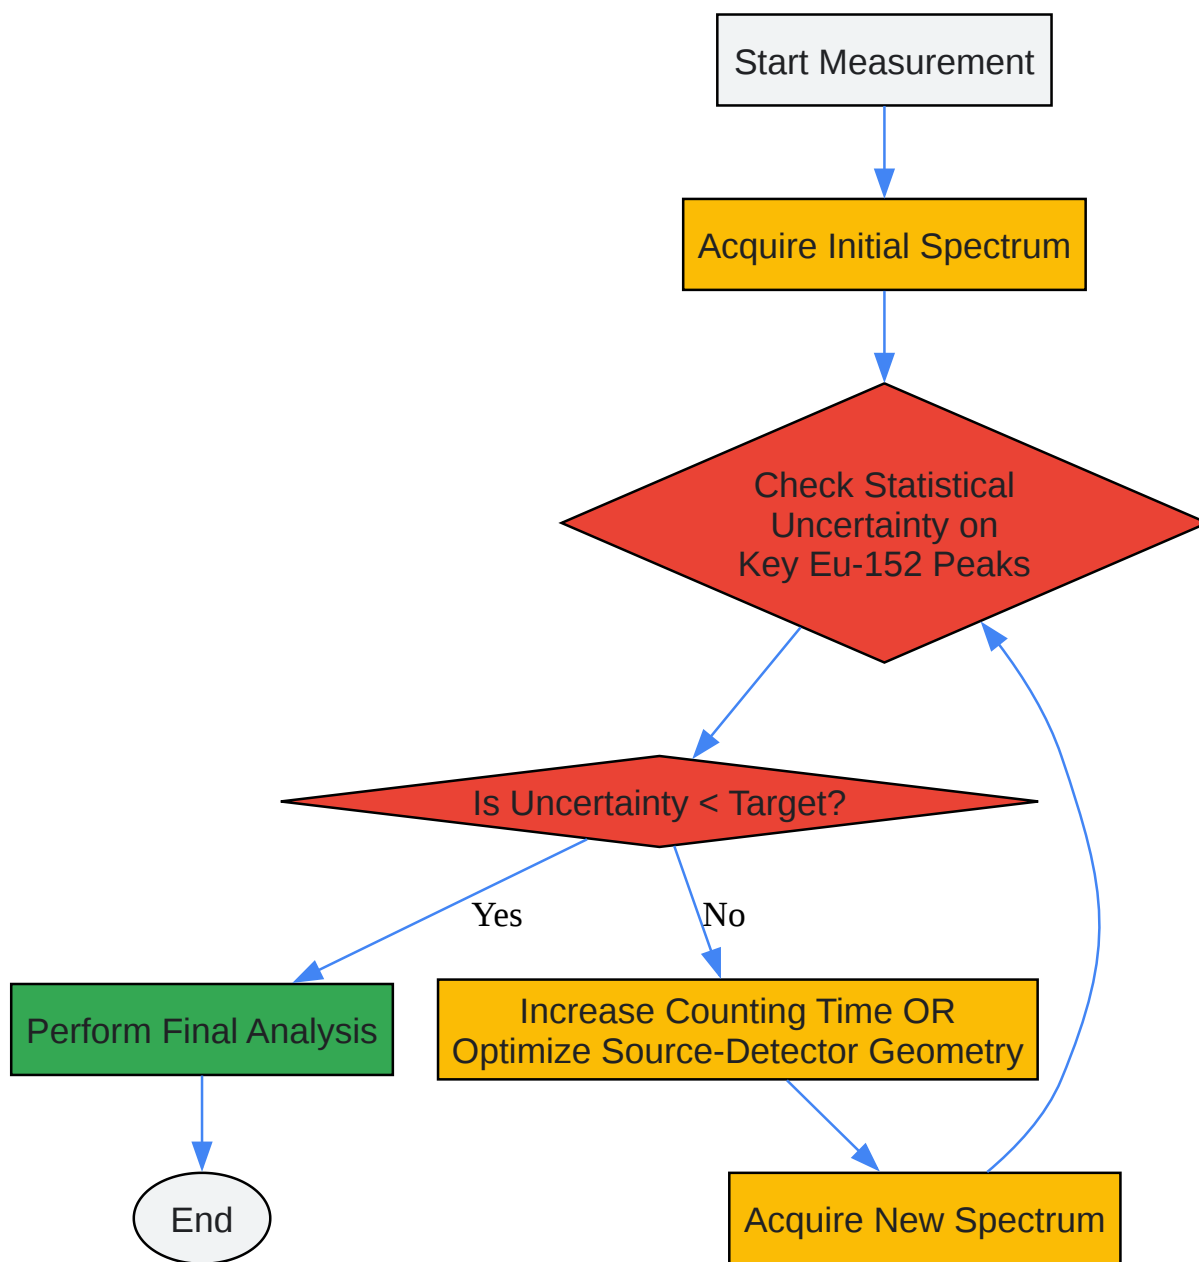 Start Measurement
Acquire Initial Spectrum
Check Statistical
Uncertainty on
Key Eu-152 Peaks
Is Uncertainty < Target?
Yes
No
Perform Final Analysis
Increase Counting Time OR
Optimize Source-Detector Geometry
End
Acquire New Spectrum